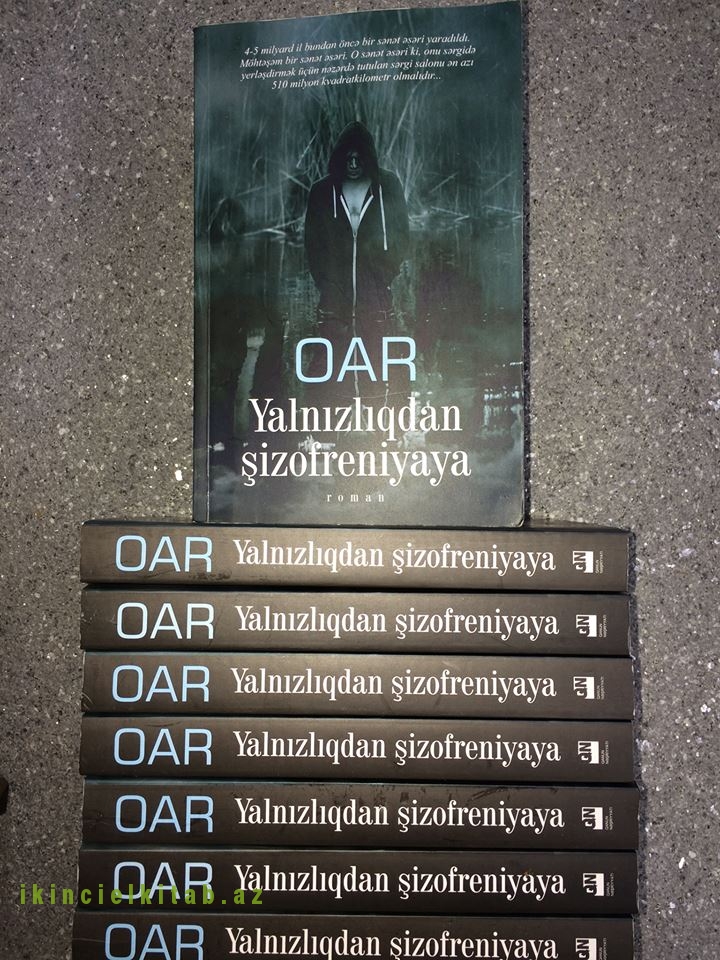 4-5 milyard il bundan öncə bir sənət əsəri yaradıldı.
Möhtəşəm bir sənət əsəri. O sənət əsəri ki, onu sərgidə
yerləşdirmək üçün nəzərdə tutulan sərgi salonu ən azı
510 milyon kvadratkilometr olmalıdır...
OAR
Yalnızlıqdan
şizofreniyaya
roman
OAR Yalnızlıqdan şizofreniyaya
OAR Yalnızlıqdan şizofreniyaya
OAR Yalnızlıqdan şizofreniyaya
OAR Yalnızlıqdan şizofreniyaya
OAR Yalnızlıqdan şizofreniyaya
OAR Yalnızlıqdan şizofreniyaya
ikincielkitab.az
OAR Yalnızlıqdan şizofreniyaya